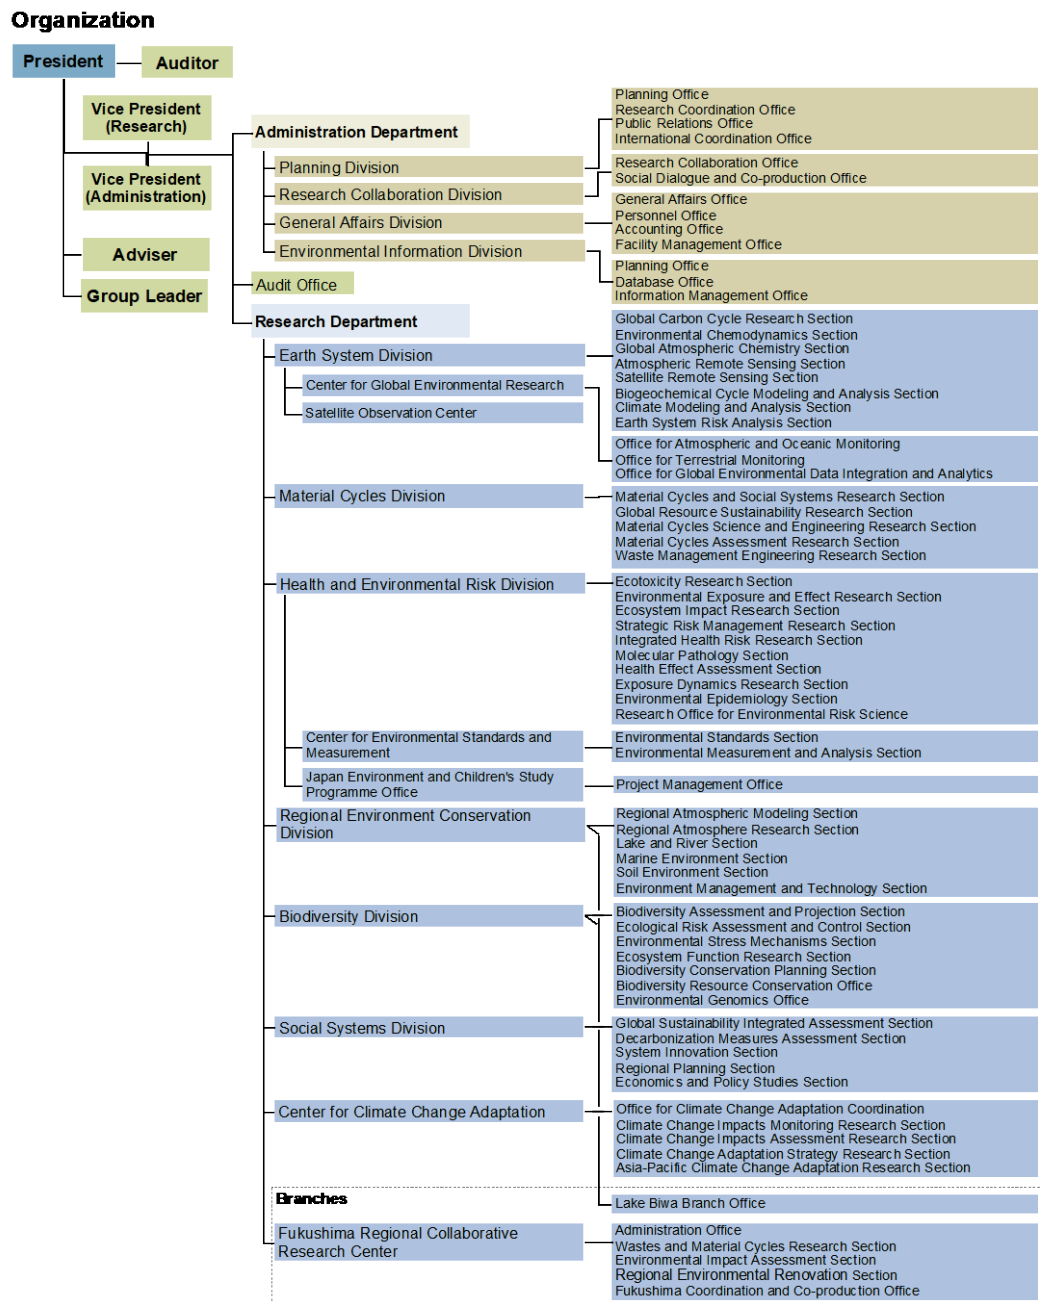 Organization
President
Auditor
Vice President
(Research)
Vice President
(Administration)
Adviser
Group Leader
Administration Department
Planning Division
Planning Office
Research Coordination Office
Public Relations Office
International Coordination Office
Research Collaboration Division
Research Collaboration Office
Social Dialogue and Co-production Office
General Affairs Division
General Affairs Office
Personnel Office
Accounting Office
Facility Management Office
Environmental Information Division
Planning Office
Database Office
Information Management Office
Audit Office
Research Department
Earth System Division
Global Carbon Cycle Research Section
Environmental Chemodynamics Section
Global Atmospheric Chemistry Section
Atmospheric Remote Sensing Section
Satellite Remote Sensing Section
Biogeochemical Cycle Modeling and Analysis Section
Climate Modeling and Analysis Section
Earth System Risk Analysis Section
Center for Global Environmental Research
Office for Atmospheric and Oceanic Monitoring
Office for Terrestrial Monitoring
Office for Global Environmental Data Integration and Analytics
Satellite Observation Center
Material Cycles Division
Material Cycles and Social Systems Research Section
Global Resource Sustainability Research Section
Material Cycles Science and Engineering Research Section
Material Cycles Assessment Research Section
Waste Management Engineering Research Section
Health and Environmental Risk Division
Ecotoxicity Research Section
Environmental Exposure and Effect Research Section
Ecosystem Impact Research Section
Strategic Risk Management Research Section
Integrated Health Risk Research Section
Molecular Pathology Section
Health Effect Assessment Section
Exposure Dynamics Research Section
Environmental Epidemiology Section
Research Office for Environmental Risk Science
Center for Environmental Standards and
Measurement
Environmental Standards Section
Environmental Measurement and Analysis Section
Japan Environment and Children's Study
Programme Office
Project Management Office
Regional Environment Conservation
Division
Regional Atmospheric Modeling Section
Regional Atmosphere Research Section
Lake and River Section
Marine Environment Section
Soil Environment Section
Environment Management and Technology Section
Biodiversity Division
Biodiversity Assessment and Projection Section
Ecological Risk Assessment and Control Section
Environmental Stress Mechanisms Section
Ecosystem Function Research Section
Biodiversity Conservation Planning Section
Biodiversity Resource Conservation Office
Environmental Genomics Office
Social Systems Division
Global Sustainability Integrated Assessment Section
Decarbonization Measures Assessment Section
System Innovation Section
Regional Planning Section
Economics and Policy Studies Section
Center for Climate Change Adaptation
Office for Climate Change Adaptation Coordination
Climate Change Impacts Monitoring Research Section
Climate Change Impacts Assessment Research Section
Climate Change Adaptation Strategy Research Section
Asia-Pacific Climate Change Adaptation Research Section
Branches
Lake Biwa Branch Office
Fukushima Regional Collaborative
Research Center
Administration Office
Wastes and Material Cycles Research Section
Environmental Impact Assessment Section
Regional Environmental Renovation Section
Fukushima Coordination and Co-production Office